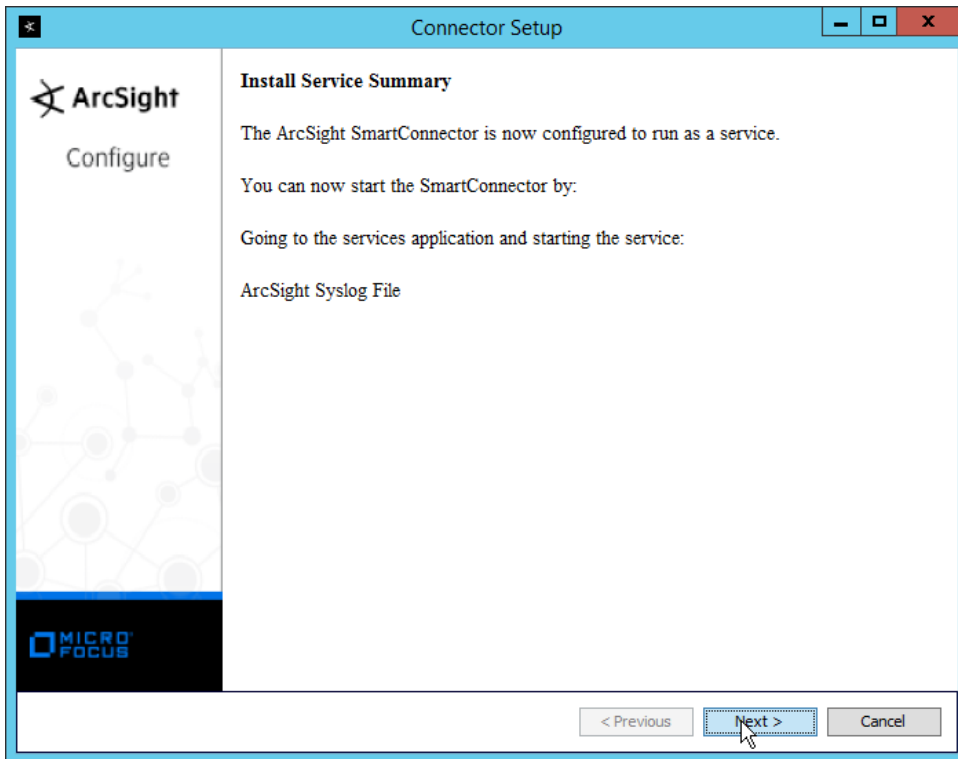 Connector Setup
X
ArcSight
Configure
Install Service Summary
The ArcSight SmartConnector is now configured to run as a service.
You can now start the SmartConnector by:
Going to the services application and starting the service:
ArcSight Syslog File
MICRO
FOCUS
< Previous
Next >
Cancel